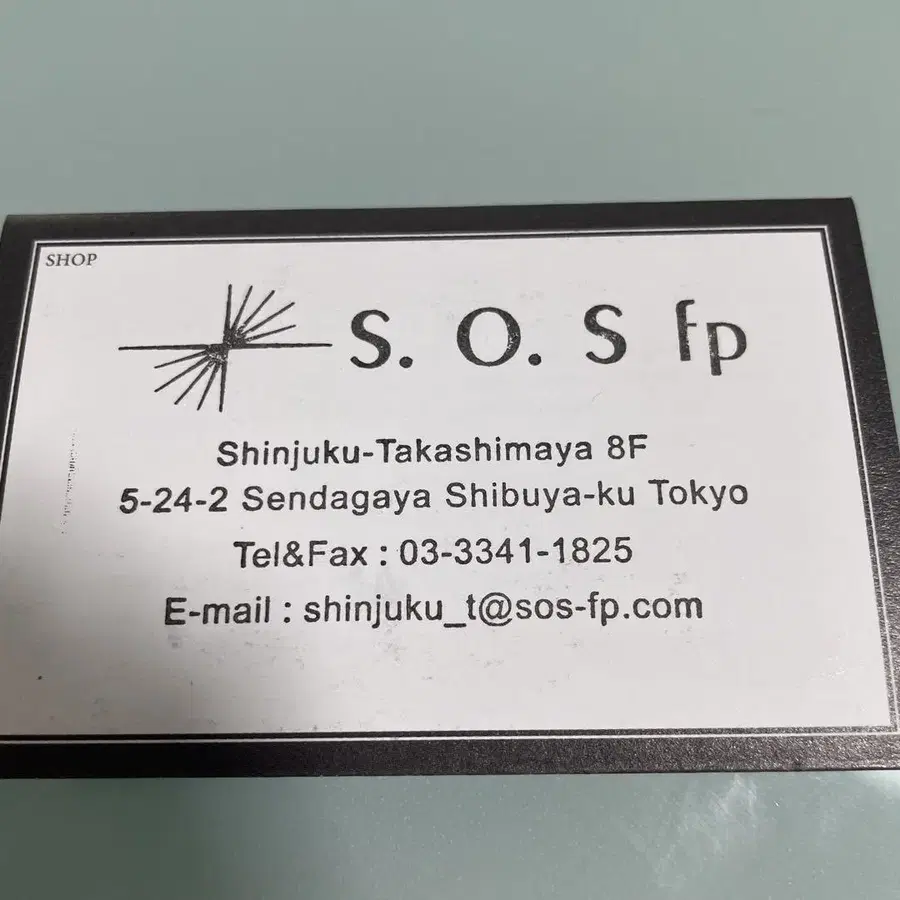 SHOP
S. O. S fp
Shinjuku-Takashimaya 8F
5-24-2 Sendagaya Shibuya-ku Tokyo
Tel&Fax : 03-3341-1825
E-mail : shinjuku_t@sos-fp.com